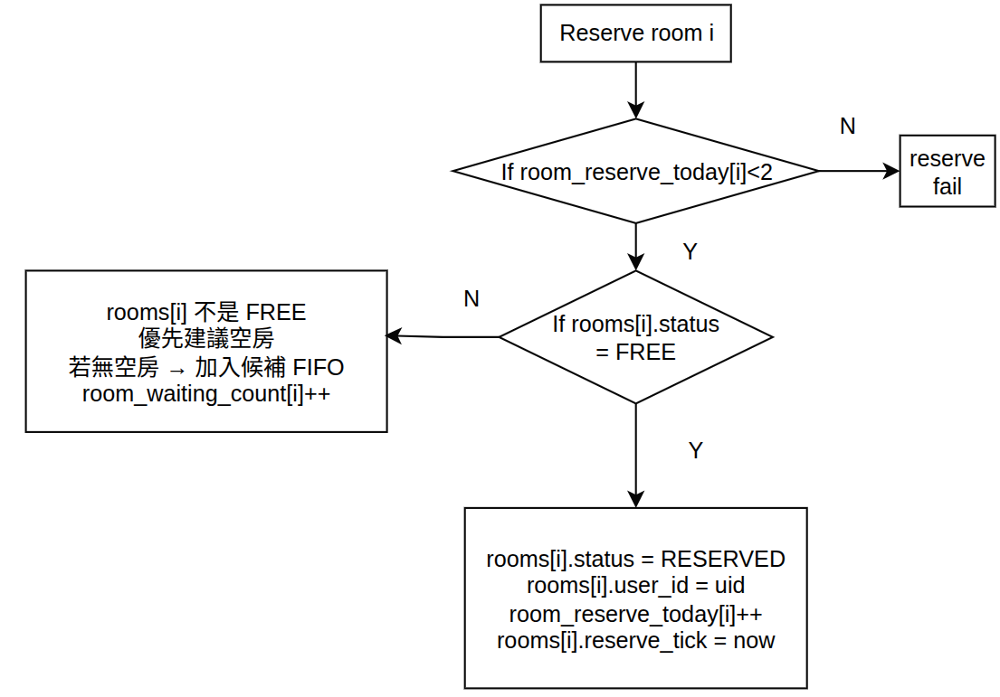 Reserve room i
N
If room_reserve_today[i]<2
reserve
fail
Y
N
If rooms[i].status
= FREE
rooms[i] 不是 FREE
優先建議空房
若無空房 → 加入候補 FIFO
room_waiting_count[i]++
Y
rooms[i].status = RESERVED
rooms[i].user_id = uid
room_reserve_today[i]++
rooms[i].reserve_tick = now